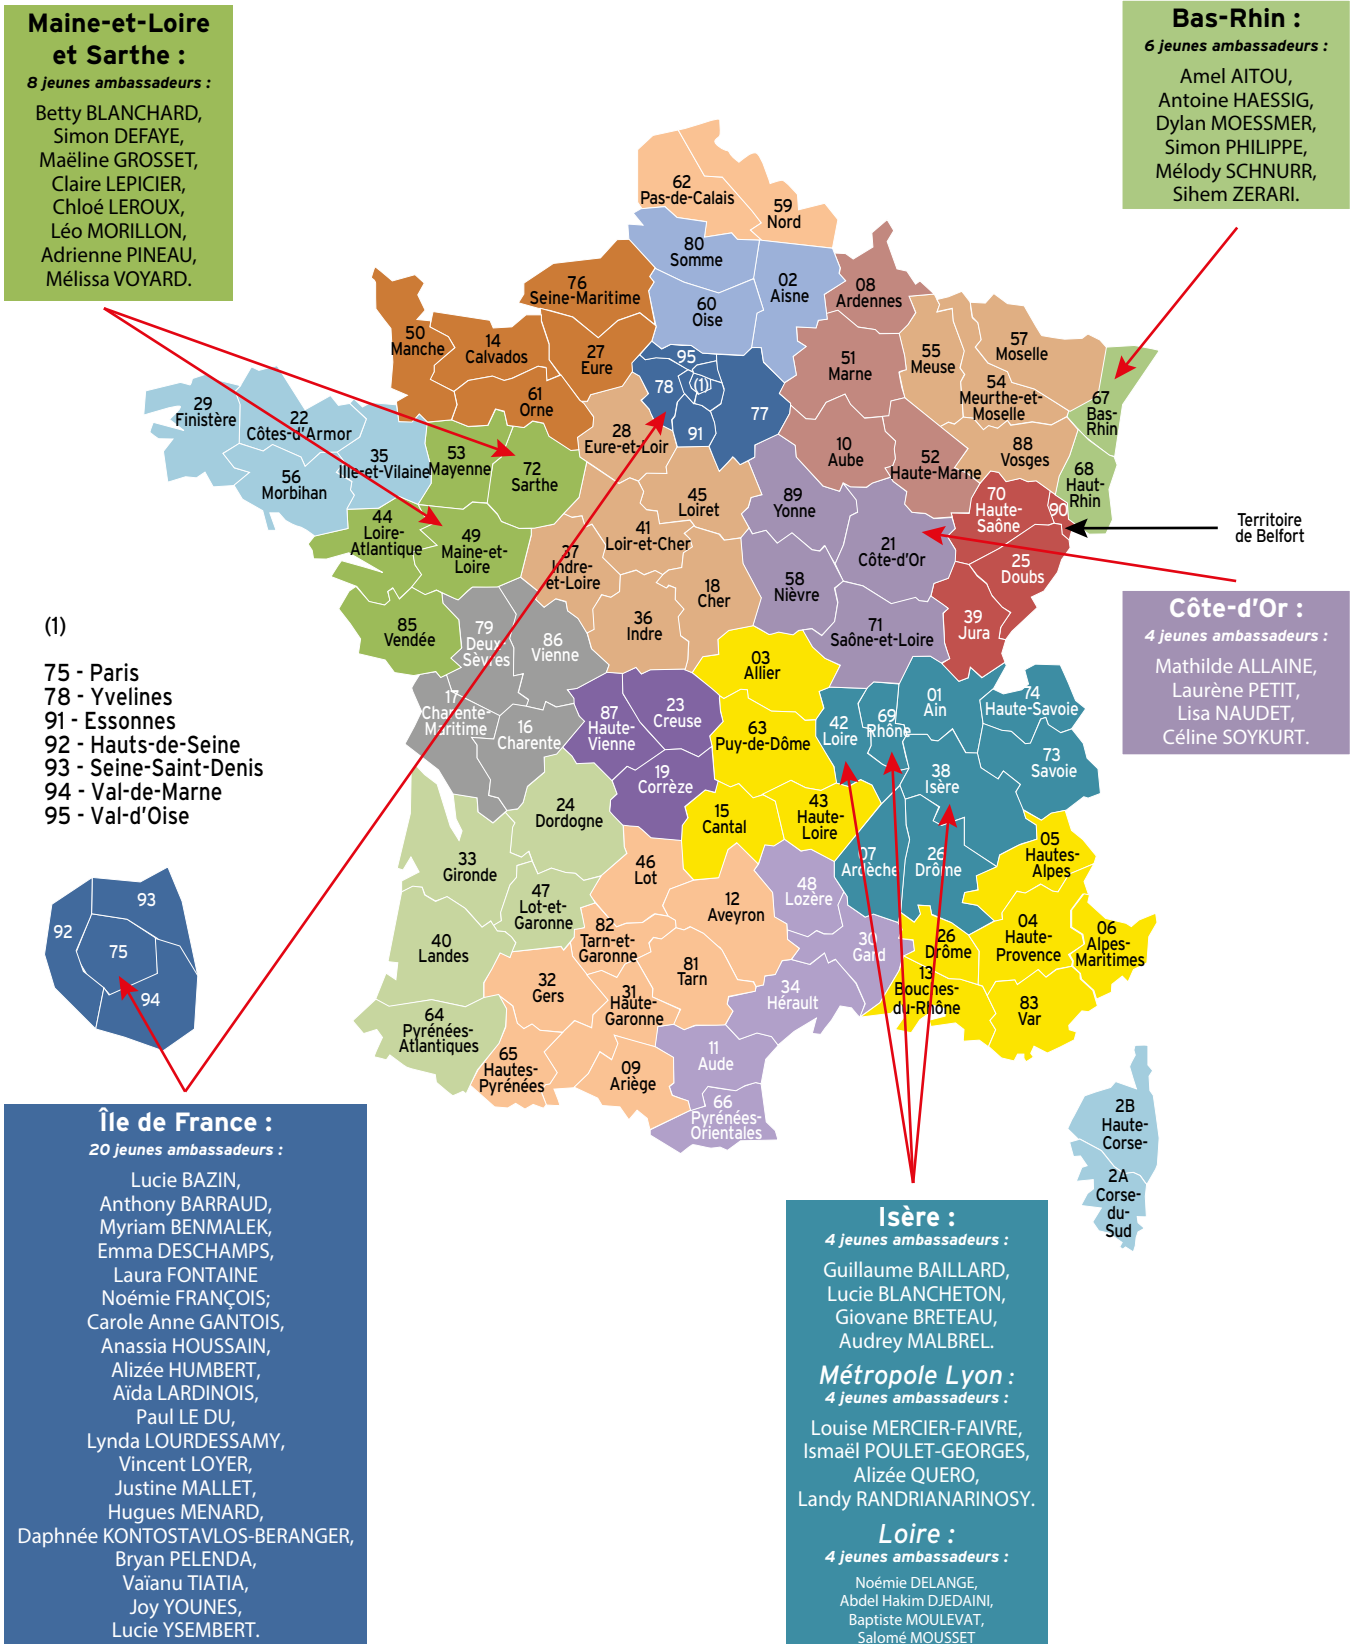 Maine-et-Loire
et Sarthe :
8 jeunes ambassadeurs :
Betty BLANCHARD,
Simon DEFAYE,
Maëline GROSSET,
Claire LEPICIER,
Chloé LEROUX,
Léo MORILLON,
Adrienne PINEAU,
Mélissa VOYARD.
Bas-Rhin :
6 jeunes ambassadeurs :
Amel AITOU,
Antoine HAESSIG,
Dylan MOESSMER,
Simon PHILIPPE,
Mélody SCHNURR,
Sihem ZERARI.
62
Pas-de-Calais
59
Nord
80
Somme
02
Aisne
60
Oise
76
Seine-Maritime
08
Ardennes
50
Manche
14
Calvados
27
Eure
61
Orne
95
78
(1)
77
91
51
Marne
55
Meuse
57
Moselle
54
Meurthe-et-
Moselle
67
Bas-
Rhin
88
Vosges
68
Haut-
Rhin
10
Aube
52
Haute-Marne
29
Finistère
22
Côtes-d'Armor
56
Morbihan
35
Ille-et-Vilaine
53
Mayenne
72
Sarthe
28
Eure-et-Loir
45
Loiret
89
Yonne
70
Haute-
Saône
90
Territoire
de Belfort
44
Loire-
Atlantique
49
Maine-et-
Loire
41
Loir-et-Cher
37
Indre-
et-Loire
21
Côte-d'Or
25
Doubs
18
Cher
58
Nièvre
36
Indre
71
Saône-et-Loire
39
Jura
85
Vendée
79
Deux-
Sèvres
86
Vienne
Côte-d'Or :
4 jeunes ambassadeurs :
Mathilde ALLAINE,
Laurène PETIT,
Lisa NAUDET,
Céline SOYKURT.
(1)
75 - Paris
78 - Yvelines
91 - Essonnes
92 - Hauts-de-Seine
93 - Seine-Saint-Denis
94 - Val-de-Marne
95 - Val-d'Oise
03
Allier
17
Charente-
Maritime
16
Charente
87
Haute-
Vienne
23
Creuse
63
Puy-de-Dôme
42
Loire
69
Rhône
01
Ain
74
Haute-Savoie
73
Savoie
38
Isère
19
Corrèze
24
Dordogne
15
Cantal
43
Haute-
Loire
07
Ardèche
26
Drôme
05
Hautes-
Alpes
33
Gironde
46
Lot
47
Lot-et-
Garonne
12
Aveyron
48
Lozère
82
Tarn-et-
Garonne
40
Landes
30
Gard
26
Drôme
04
Haute-
Provence
06
Alpes-
Maritimes
32
Gers
31
Haute-
Garonne
81
Tarn
34
Hérault
13
Bouches-
du-Rhône
83
Var
64
Pyrénées-
Atlantiques
65
Hautes-
Pyrénées
09
Ariège
11
Aude
66
Pyrénées-
Orientales
2B
Haute-
Corse-
2A
Corse-
du-
Sud
93
92
75
94
Île de France :
20 jeunes ambassadeurs :
Lucie BAZIN,
Anthony BARRAUD,
Myriam BENMALEK,
Emma DESCHAMPS,
Laura FONTAINE
Noémie FRANÇOIS;
Carole Anne GANTOIS,
Anassia HOUSSAIN,
Alizée HUMBERT,
Aïda LARDINOIS,
Paul LE DU,
Lynda LOURDESSAMY,
Vincent LOYER,
Justine MALLET,
Hugues MENARD,
Daphnée KONTOSTAVLOS-BERANGER,
Bryan PELENDA,
Vaïanu TIATIA,
Joy YOUNES,
Lucie YSEMBERT.
Isère :
4 jeunes ambassadeurs :
Guillaume BAILLARD,
Lucie BLANCHETON,
Giovane BRETEAU,
Audrey MALBREL.
Métropole Lyon :
4 jeunes ambassadeurs :
Louise MERCIER-FAIVRE,
Ismaël POULET-GEORGES,
Alizée QUERO,
Landy RANDRIANARINOSY.
Loire :
4 jeunes ambassadeurs :
Noémie DELANGE,
Abdel Hakim DJEDAINI,
Baptiste MOULEVAT,
Salomé MOUSSET